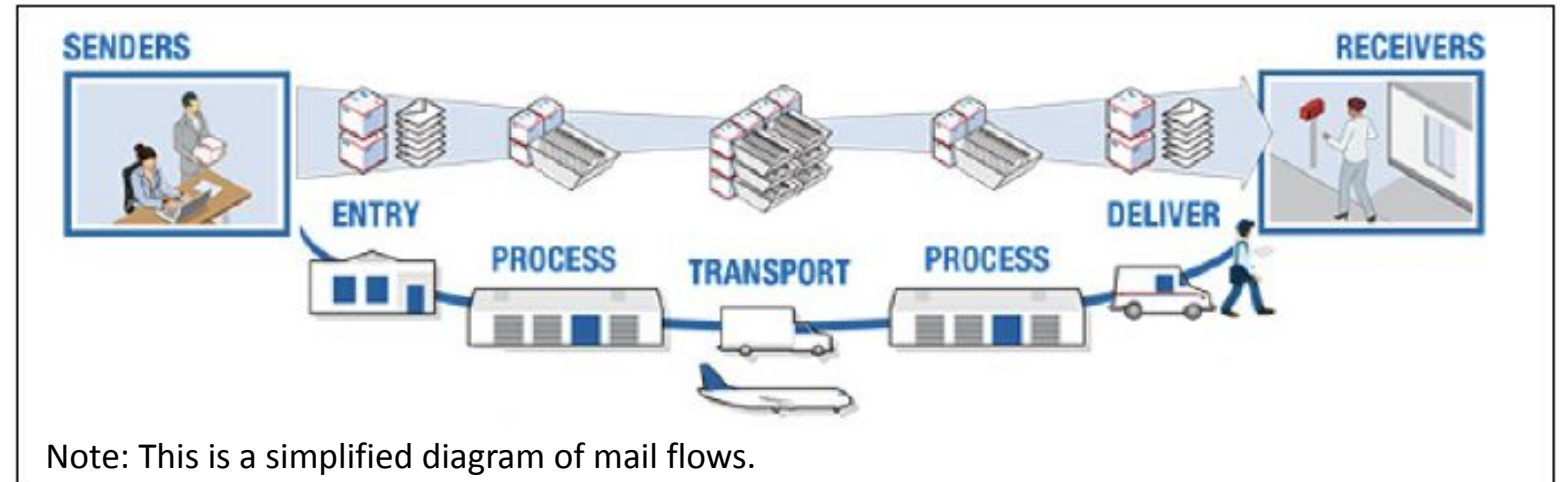 SENDERS
RECEIVERS
ENTRY
DELIVER
PROCESS
TRANSPORT
PROCESS
Note: This is a simplified diagram of mail flows.